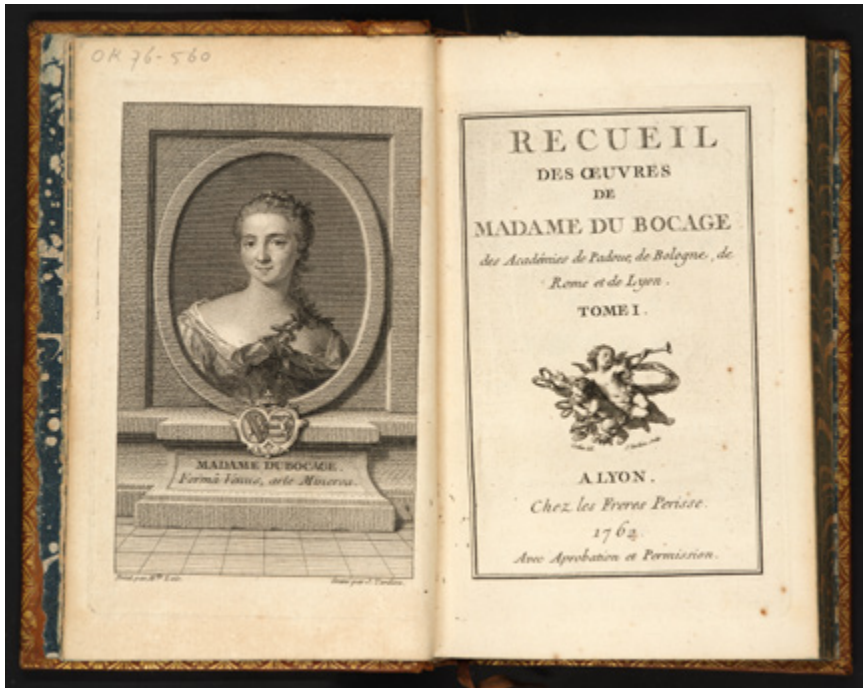 OK 76-560
MADAME DU BOCAGE.
Formâ Venus, arte Minerva.
RECUEIL
DES ŒUVRES
DE
MADAME DU BOCAGE
des Académies de Padoue, de Bologne, de
Rome et de Lyon.
TOME I.
A LYON.
Chez les Freres Perisse.
1762.
Avec Aprobation et Permission.